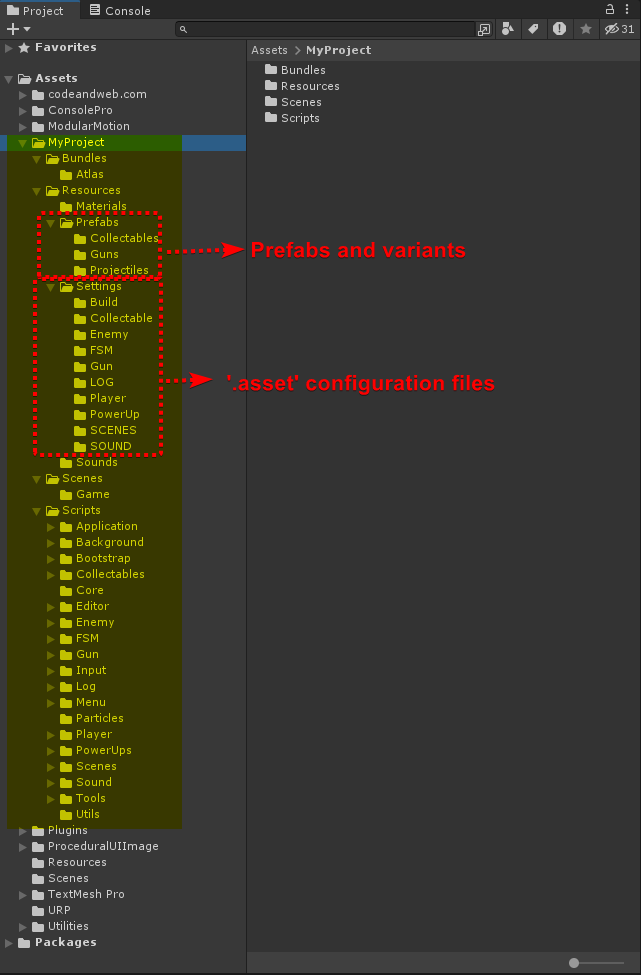 Project
Console
31
Favorites
Assets
codeandweb.com
ConsolePro
ModularMotion
MyProject
Bundles
Atlas
Resources
Materials
Prefabs
Collectables
Guns
Projectiles
Settings
Build
Collectable
Enemy
FSM
Gun
LOG
Player
PowerUp
SCENES
SOUND
Sounds
Scenes
Game
Scripts
Application
Background
Bootstrap
Collectables
Core
Editor
Enemy
FSM
Gun
Input
Log
Menu
Particles
Player
PowerUps
Scenes
Sound
Tools
Utils
Plugins
ProceduralUIImage
Resources
Scenes
TextMesh Pro
URP
Utilities
Packages
Assets > MyProject
Bundles
Resources
Scenes
Scripts
Prefabs and variants
'.asset' configuration files